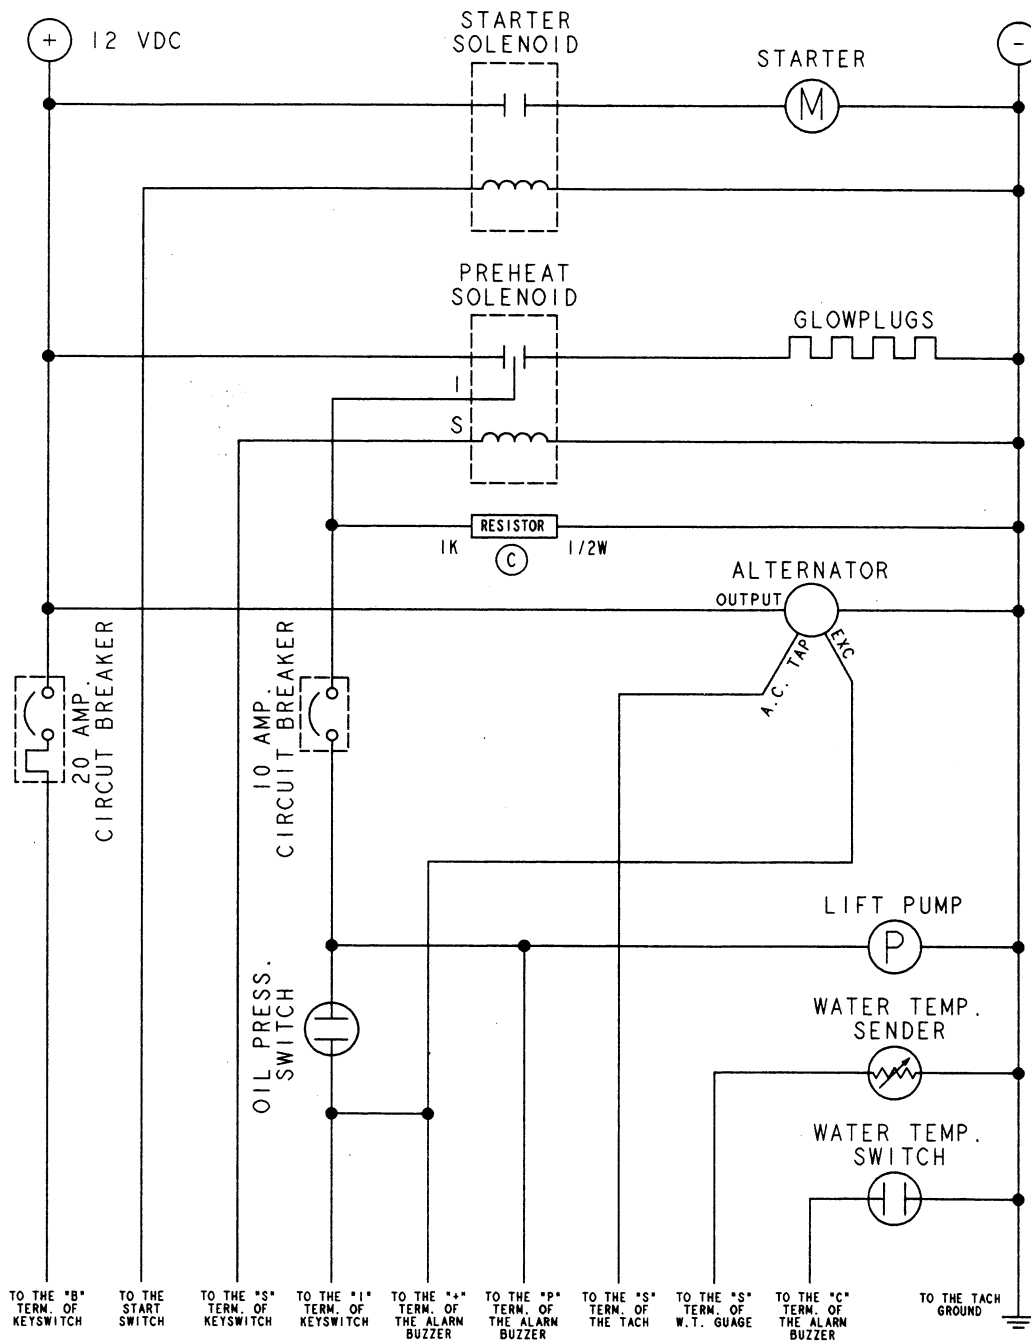 + 12 VDC
STARTER
SOLENOID
STARTER
-
M
PREHEAT
SOLENOID
GLOWPLUGS
I
S
RESISTOR
1K
C
1/2W
ALTERNATOR
OUTPUT
A.C. TAP
EXC
20 AMP.
CIRCUT BREAKER
10 AMP.
CIRCUIT BREAKER
LIFT PUMP
P
OIL PRESS.
SWITCH
WATER TEMP.
SENDER
WATER TEMP.
SWITCH
TO THE "B"
TERM. OF
KEYSWITCH
TO THE
START
SWITCH
TO THE "S"
TERM. OF
KEYSWITCH
TO THE "I"
TERM. OF
KEYSWITCH
TO THE "+"
TERM. OF
THE ALARM
BUZZER
TO THE "P"
TERM. OF
THE ALARM
BUZZER
TO THE "S"
TERM. OF
THE TACH
TO THE "S"
TERM. OF
W.T. GUAGE
TO THE "C"
TERM. OF
THE ALARM
BUZZER
TO THE TACH
GROUND